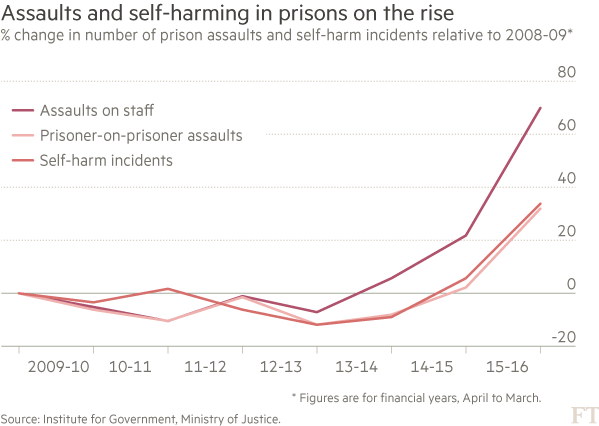 Assaults and self-harming in prisons on the rise
% change in number of prison assaults and self-harm incidents relative to 2008-09*
80
Assaults on staff
60
Prisoner-on-prisoner assaults
Self-harm incidents
40
20
0
-20
2009-10 10-11 11-12 12-13 13-14 14-15 15-16
* Figures are for financial years, April to March.
Source: Institute for Government, Ministry of Justice.
FT